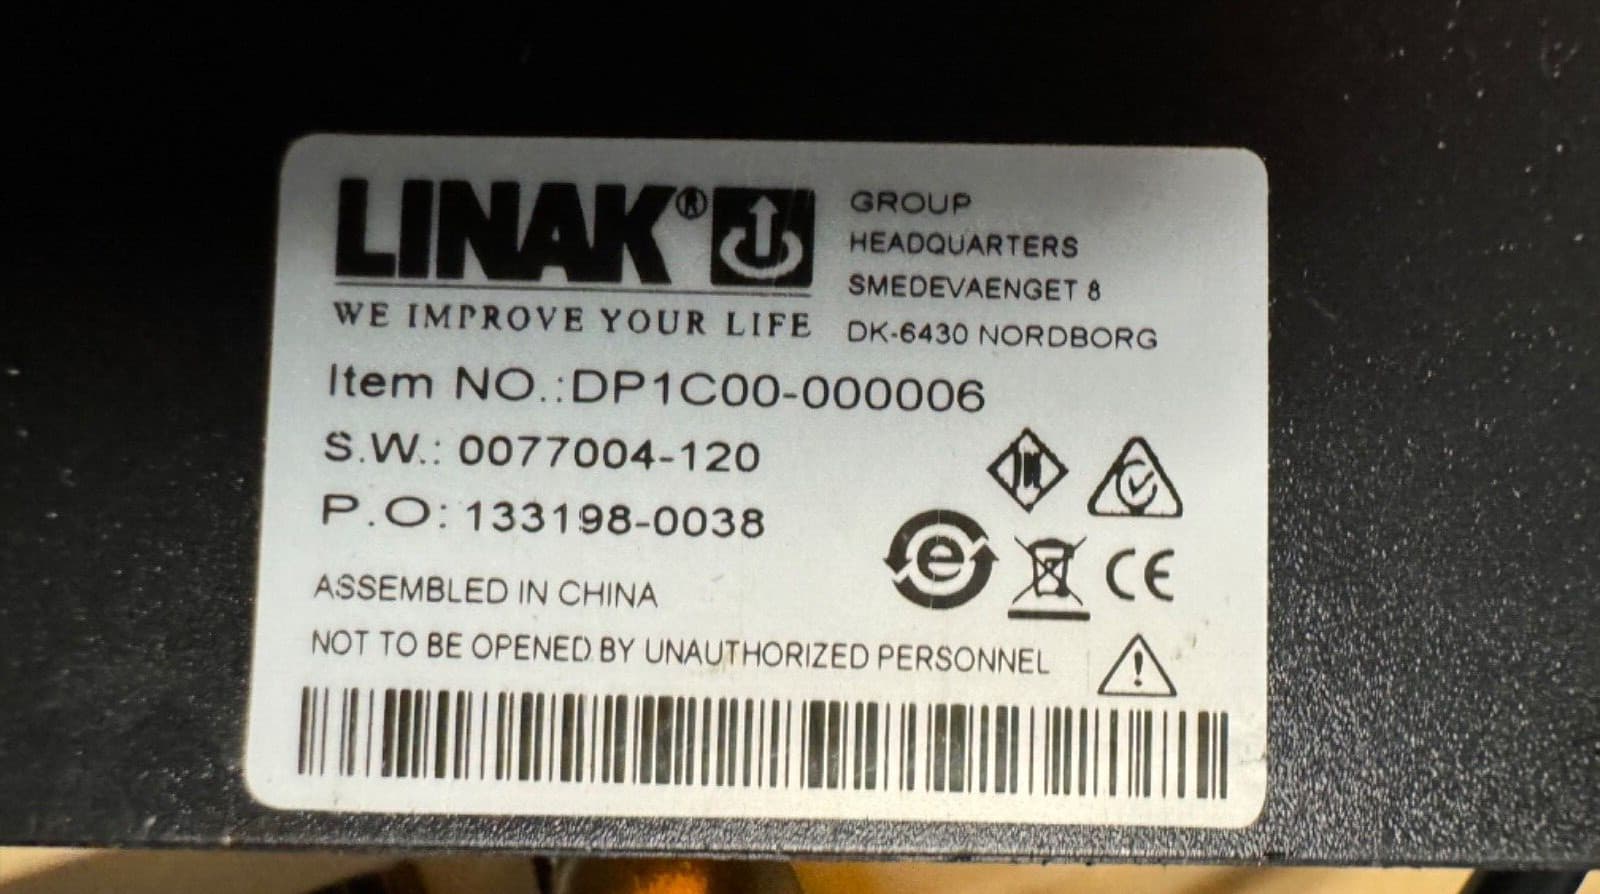 LINAK®
WE IMPROVE YOUR LIFE
GROUP
HEADQUARTERS
SMEDEVAENGET 8
DK-6430 NORDBORG
Item NO.:DP1C00-000006
S.W.: 0077004-120
P.O: 133198-0038
ASSEMBLED IN CHINA
NOT TO BE OPENED BY UNAUTHORIZED PERSONNEL
e
CE